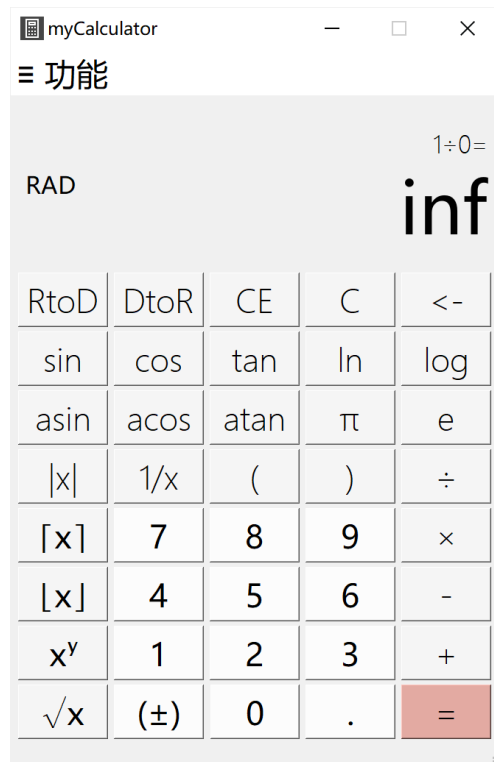 myCalculator
≡ 功能
1÷0=
RAD
inf
RtoD DtoR CE C <-
sin cos tan ln log
asin acos atan π e
|x| 1/x ( ) ÷
⌈x⌉ 7 8 9 ×
⌊x⌋ 4 5 6 -
xʸ 1 2 3 +
√x (±) 0 . =